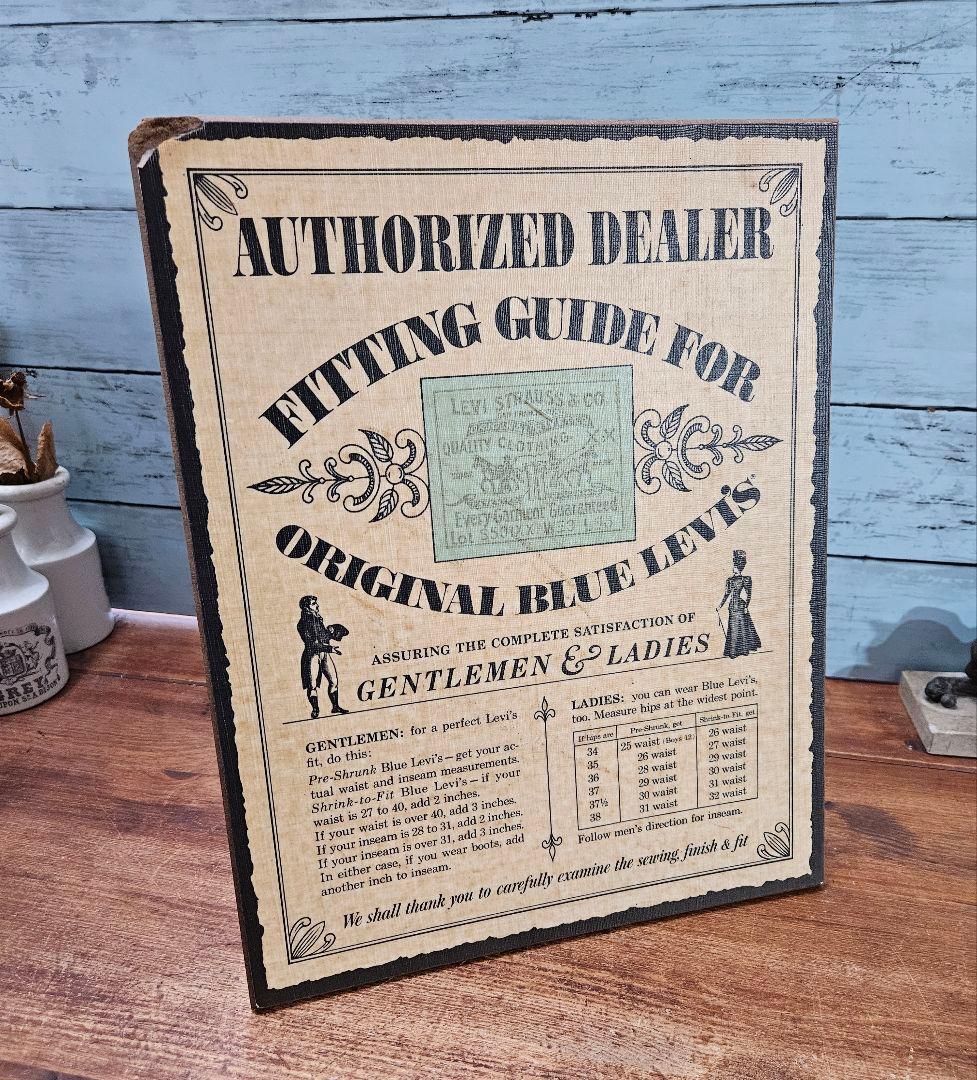 AUTHORIZED DEALER
FITTING GUIDE FOR
LEVI STRAUSS & CO
QUALITY CLOTHING XX
Every Garment Guaranteed
ORIGINAL BLUE LEVI'S®
ASSURING THE COMPLETE SATISFACTION OF
GENTLEMEN & LADIES
GENTLEMEN: for a perfect Levi's
fit, do this:
Pre-Shrunk Blue Levi's – get your ac-
tual waist and inseam measurements.
Shrink-to-Fit Blue Levi's – if your
waist is 27 to 40, add 2 inches.
If your waist is over 40, add 3 inches.
If your inseam is 28 to 31, add 2 inches.
If your inseam is over 31, add 3 inches.
In either case, if you wear boots, add
another inch to inseam.
LADIES: you can wear Blue Levi's,
too. Measure hips at the widest point.
If hips are Pre-Shrunk, get Shrink-to Fit, get
34 25 waist (Boys 12) 26 waist
35 26 waist 27 waist
36 28 waist 29 waist
37 29 waist 30 waist
37½ 30 waist 31 waist
38 31 waist 32 waist
Follow men's direction for inseam.
We shall thank you to carefully examine the sewing, finish & fit